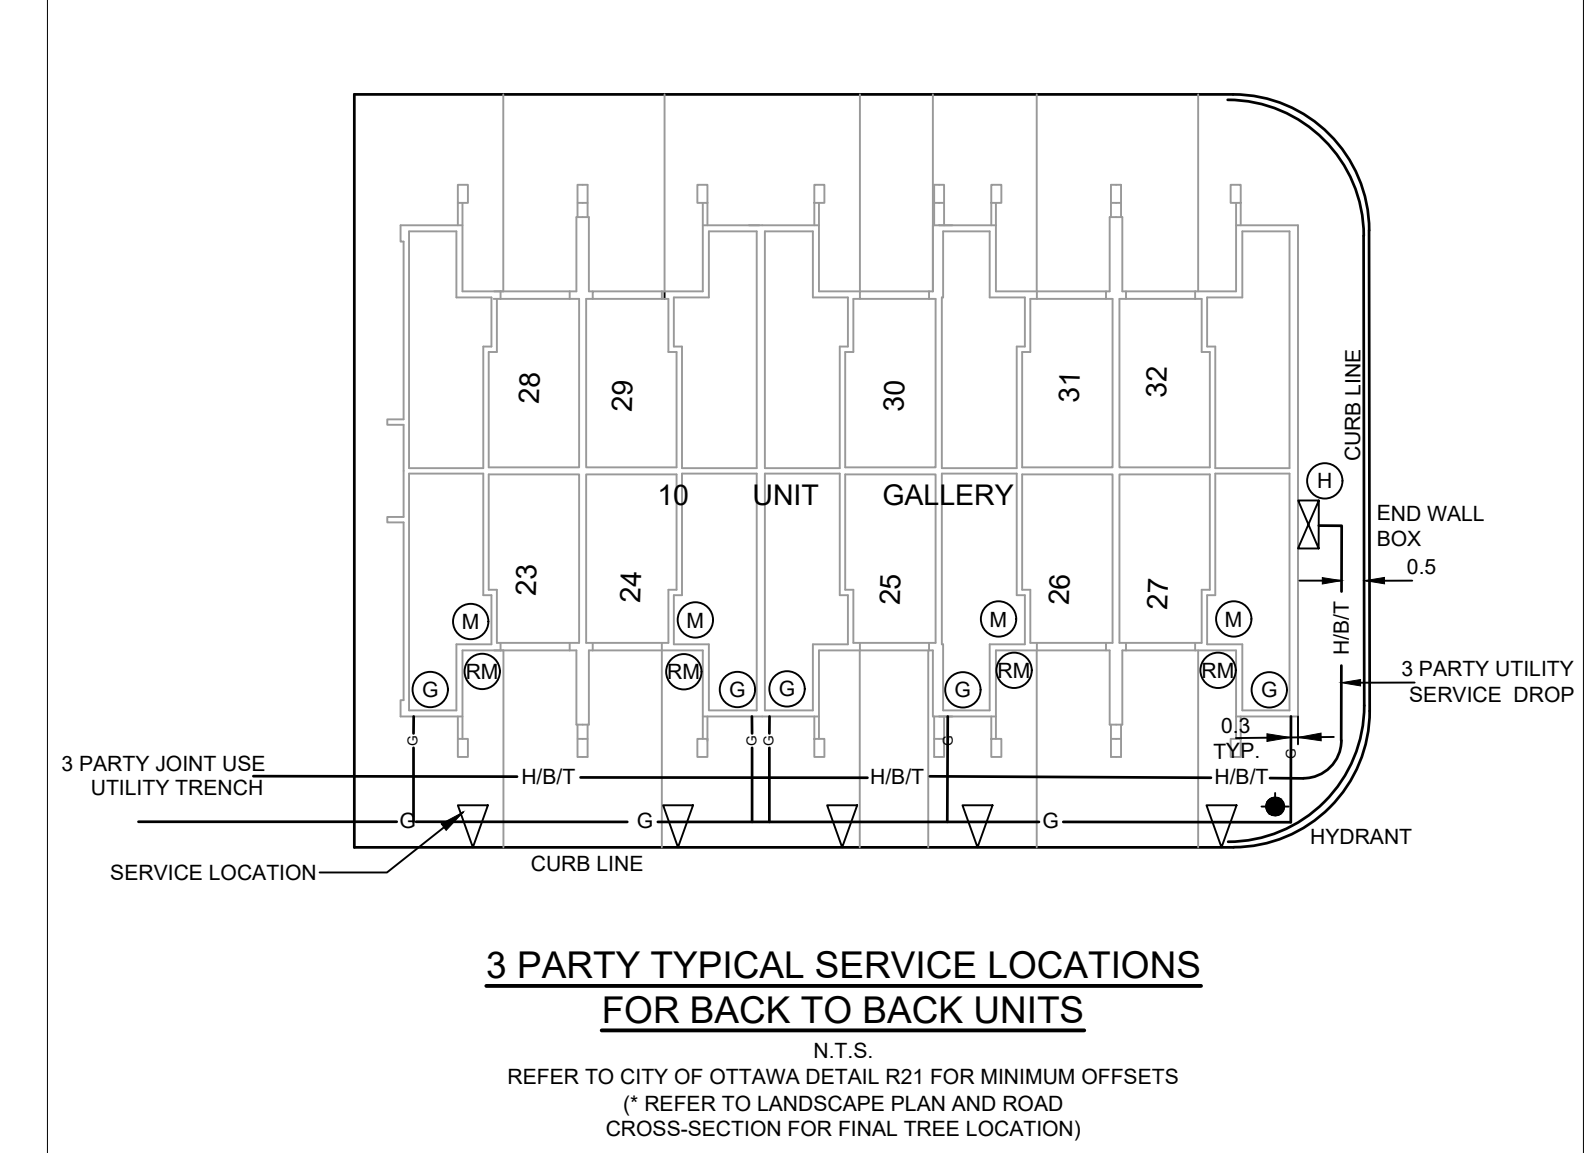 28
29
30
31
32
CURB LINE
10 UNIT GALLERY
H
END WALL
BOX
0.5
23
24
25
26
27
H/B/T
M
M
M
M
RM
RM
RM
RM
G
G
G
G
G
3 PARTY UTILITY
SERVICE DROP
0.3
TYP.
G
G
G
G
G
3 PARTY JOINT USE
UTILITY TRENCH
H/B/T
H/B/T
H/B/T
G
G
G
HYDRANT
SERVICE LOCATION
CURB LINE
3 PARTY TYPICAL SERVICE LOCATIONS
FOR BACK TO BACK UNITS
N.T.S.
REFER TO CITY OF OTTAWA DETAIL R21 FOR MINIMUM OFFSETS
(* REFER TO LANDSCAPE PLAN AND ROAD
CROSS-SECTION FOR FINAL TREE LOCATION)